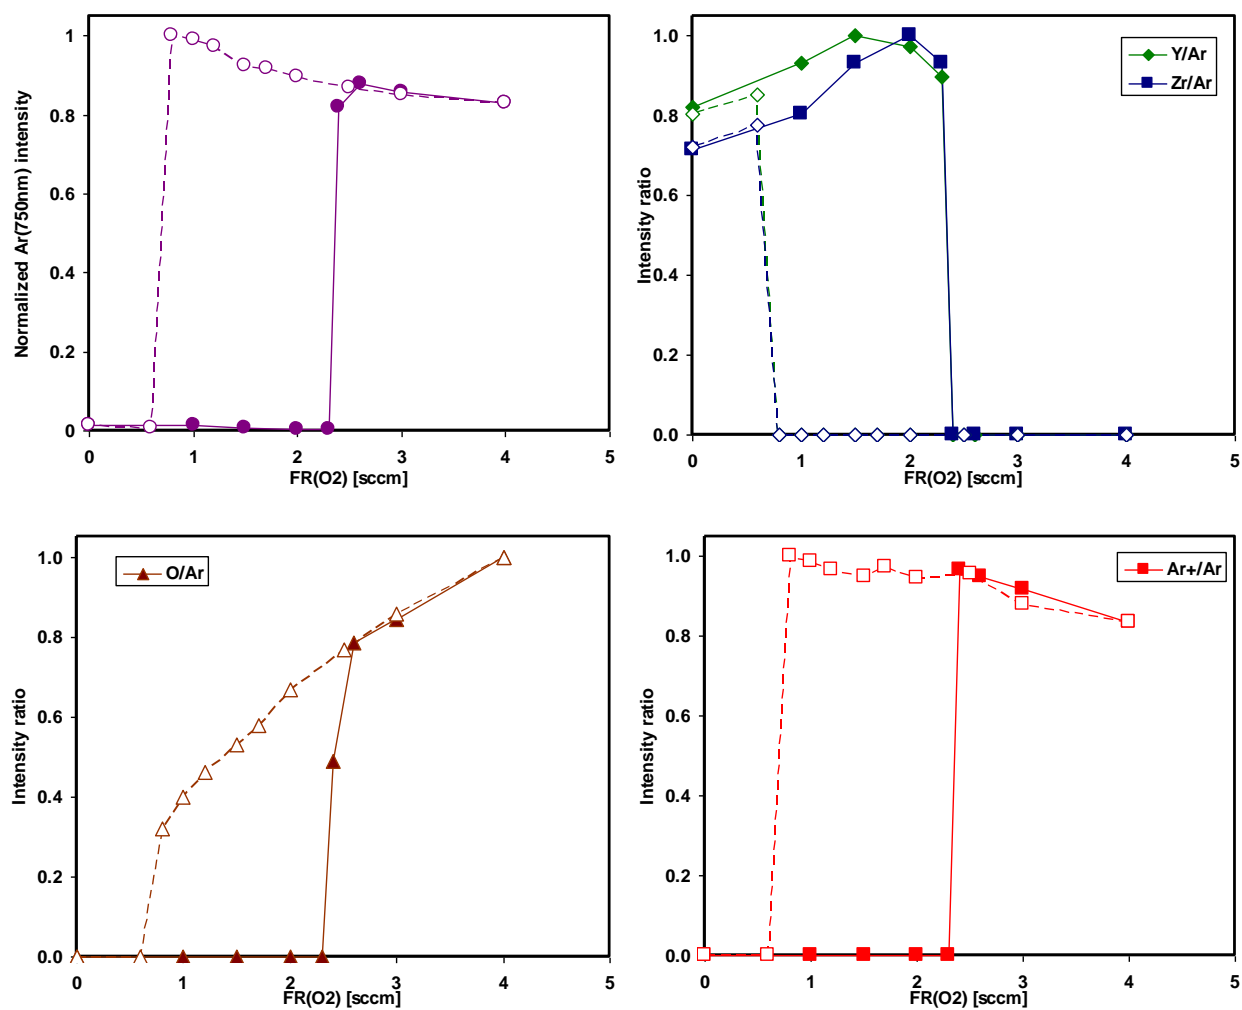 Normalized Ar(750nm) intensity
1
0.8
0.6
0.4
0.2
0
0 1 2 3 4 5
FR(O2) [sccm]
Intensity ratio
1.0
0.8
0.6
0.4
0.2
0.0
Y/Ar
Zr/Ar
0 1 2 3 4 5
FR(O2) [sccm]
Intensity ratio
1.0
0.8
0.6
0.4
0.2
0.0
O/Ar
0 1 2 3 4 5
FR(O2) [sccm]
Intensity ratio
1.0
0.8
0.6
0.4
0.2
0.0
Ar+/Ar
0 1 2 3 4 5
FR(O2) [sccm]